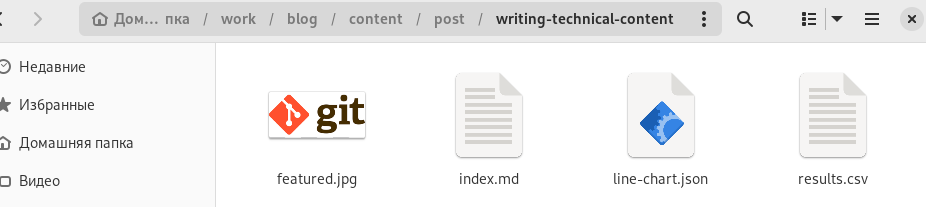 Дом… пка / work / blog / content / post / writing-technical-content
Недавние
Избранные
Домашняя папка
Видео
git
featured.jpg
index.md
line-chart.json
results.csv